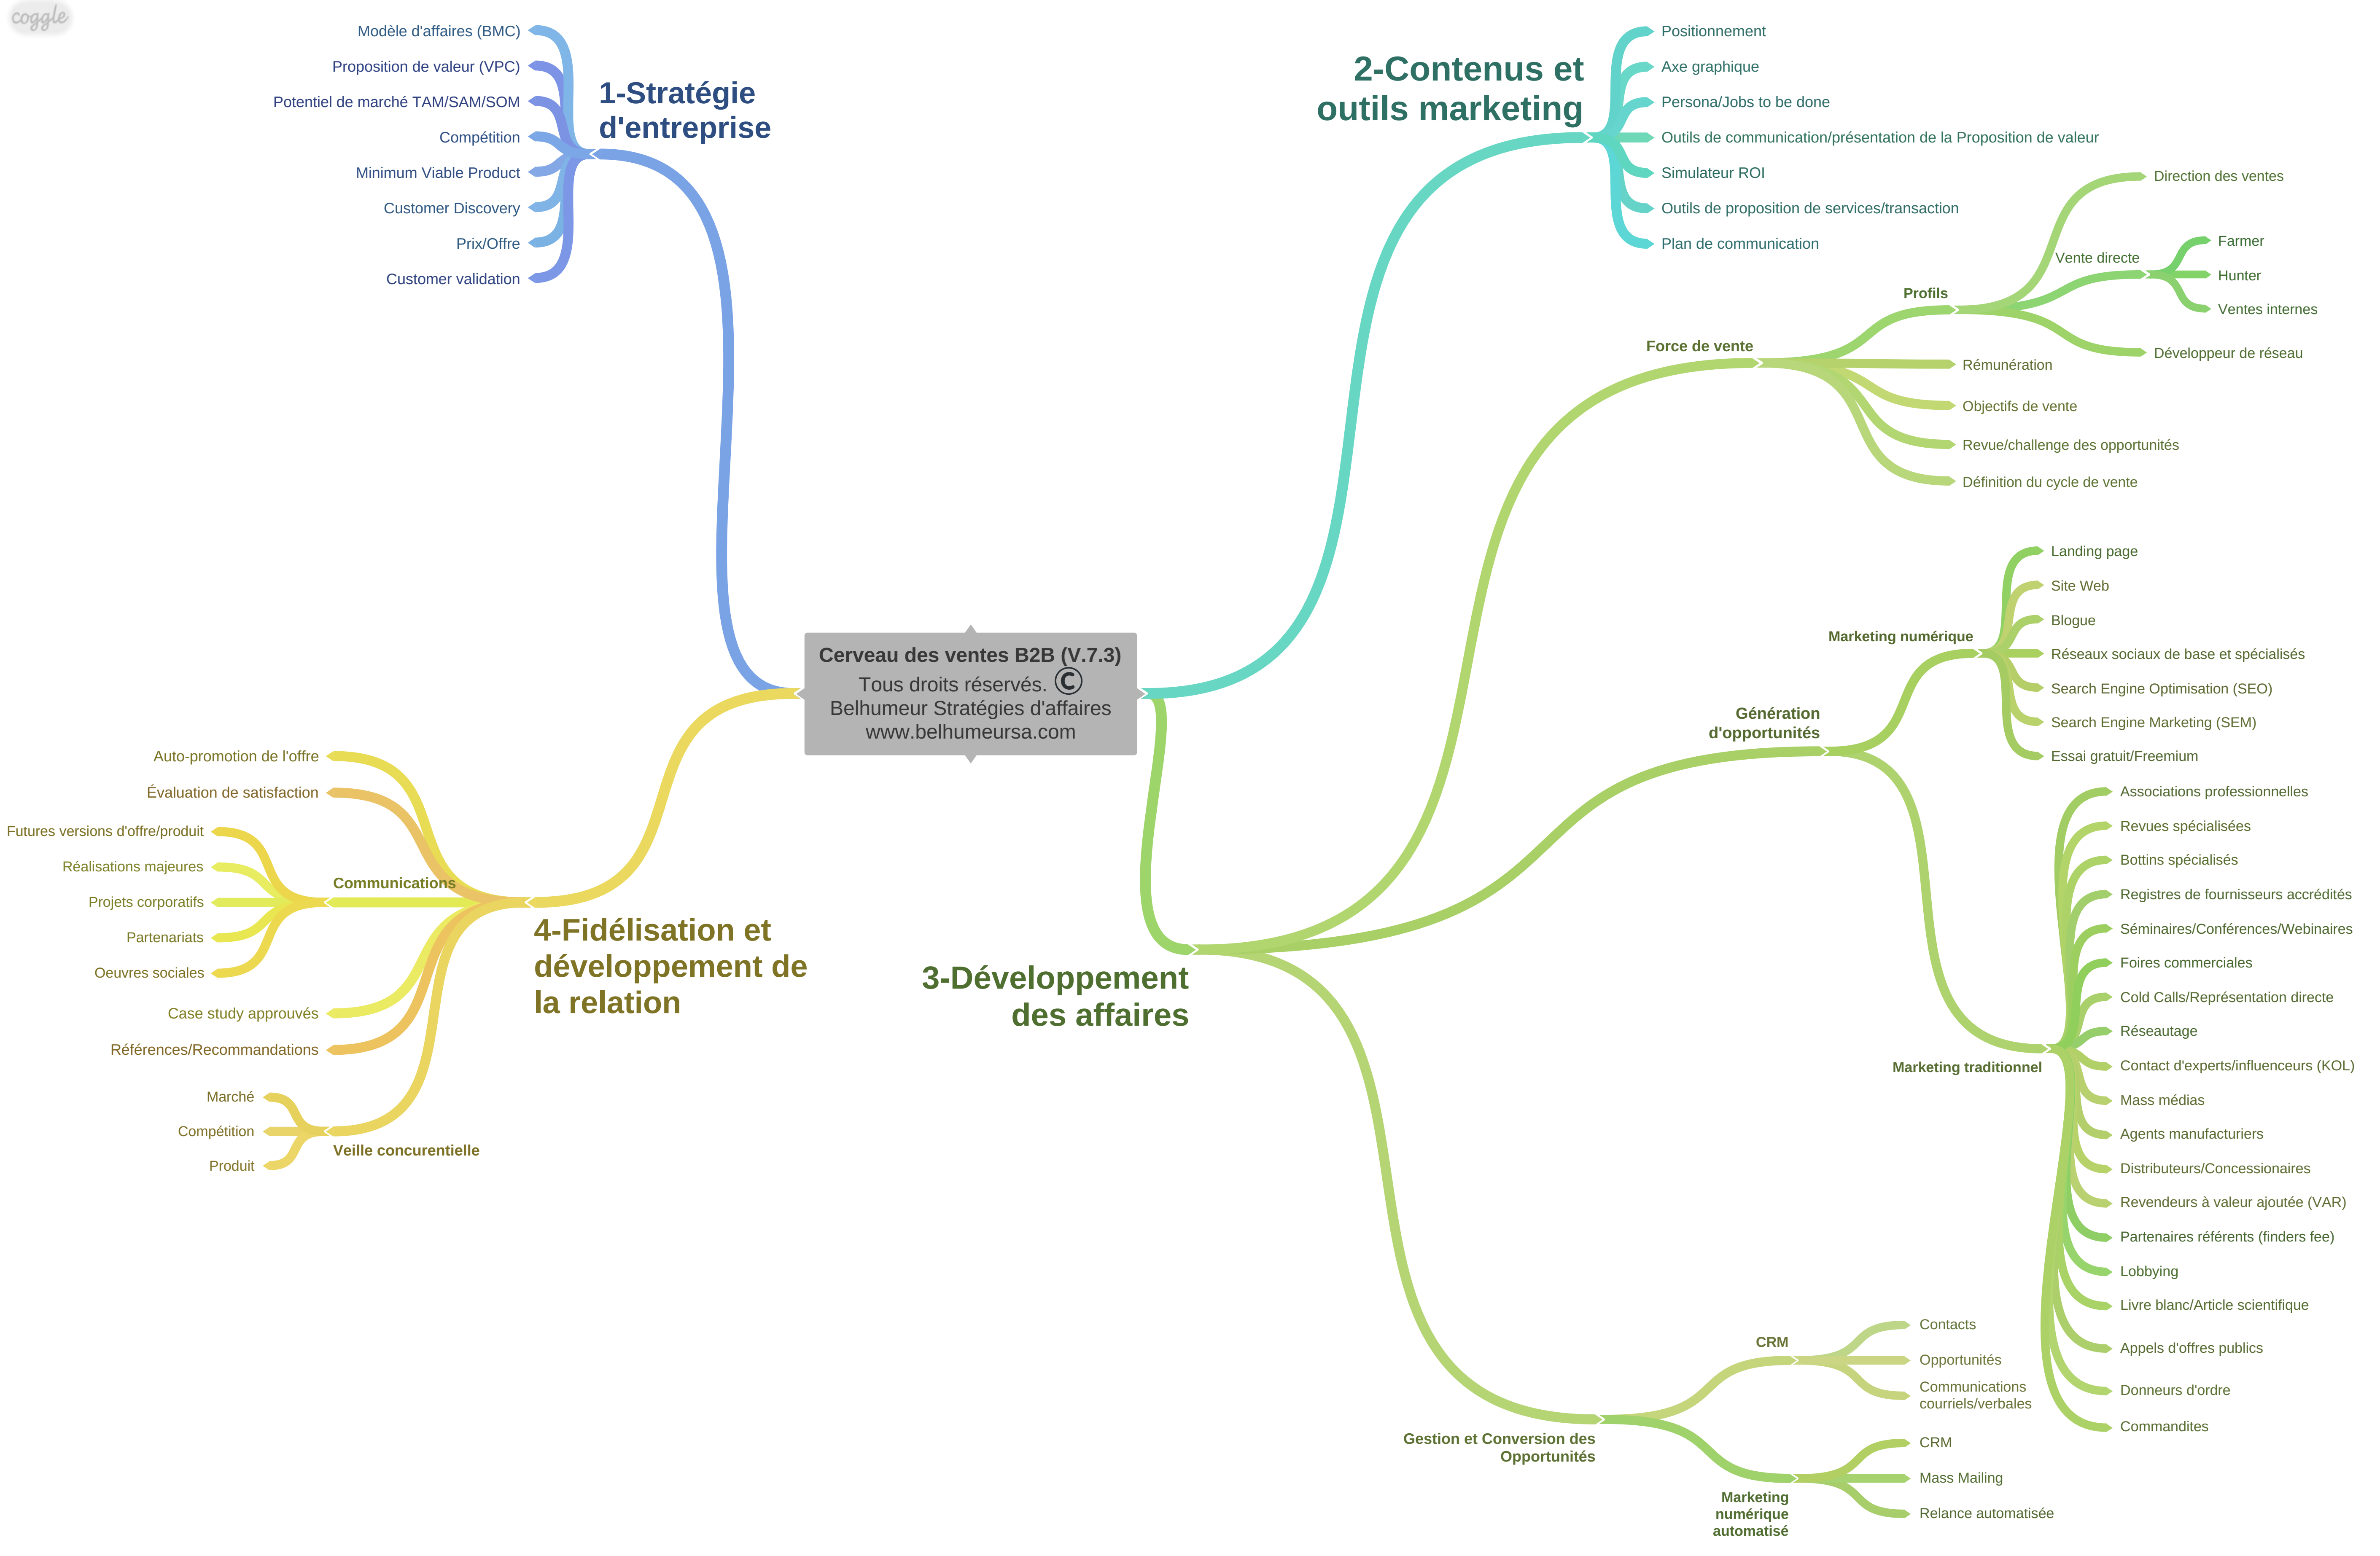 coggle
Cerveau des ventes B2B (V.7.3)
Tous droits réservés. ©
Belhumeur Stratégies d'affaires
www.belhumeursa.com
1-Stratégie
d'entreprise
Modèle d'affaires (BMC)
Proposition de valeur (VPC)
Potentiel de marché TAM/SAM/SOM
Compétition
Minimum Viable Product
Customer Discovery
Prix/Offre
Customer validation
2-Contenus et
outils marketing
Positionnement
Axe graphique
Persona/Jobs to be done
Outils de communication/présentation de la Proposition de valeur
Simulateur ROI
Outils de proposition de services/transaction
Plan de communication
3-Développement
des affaires
Force de vente
Profils
Direction des ventes
Vente directe
Farmer
Hunter
Ventes internes
Développeur de réseau
Rémunération
Objectifs de vente
Revue/challenge des opportunités
Définition du cycle de vente
Génération
d'opportunités
Marketing numérique
Landing page
Site Web
Blogue
Réseaux sociaux de base et spécialisés
Search Engine Optimisation (SEO)
Search Engine Marketing (SEM)
Essai gratuit/Freemium
Marketing traditionnel
Associations professionnelles
Revues spécialisées
Bottins spécialisés
Registres de fournisseurs accrédités
Séminaires/Conférences/Webinaires
Foires commerciales
Cold Calls/Représentation directe
Réseautage
Contact d'experts/influenceurs (KOL)
Mass médias
Agents manufacturiers
Distributeurs/Concessionaires
Revendeurs à valeur ajoutée (VAR)
Partenaires référents (finders fee)
Lobbying
Livre blanc/Article scientifique
Appels d'offres publics
Donneurs d'ordre
Commandites
Gestion et Conversion des
Opportunités
CRM
Contacts
Opportunités
Communications
courriels/verbales
Marketing
numérique
automatisé
CRM
Mass Mailing
Relance automatisée
4-Fidélisation et
développement de
la relation
Auto-promotion de l'offre
Évaluation de satisfaction
Communications
Futures versions d'offre/produit
Réalisations majeures
Projets corporatifs
Partenariats
Oeuvres sociales
Case study approuvés
Références/Recommandations
Veille concurentielle
Marché
Compétition
Produit